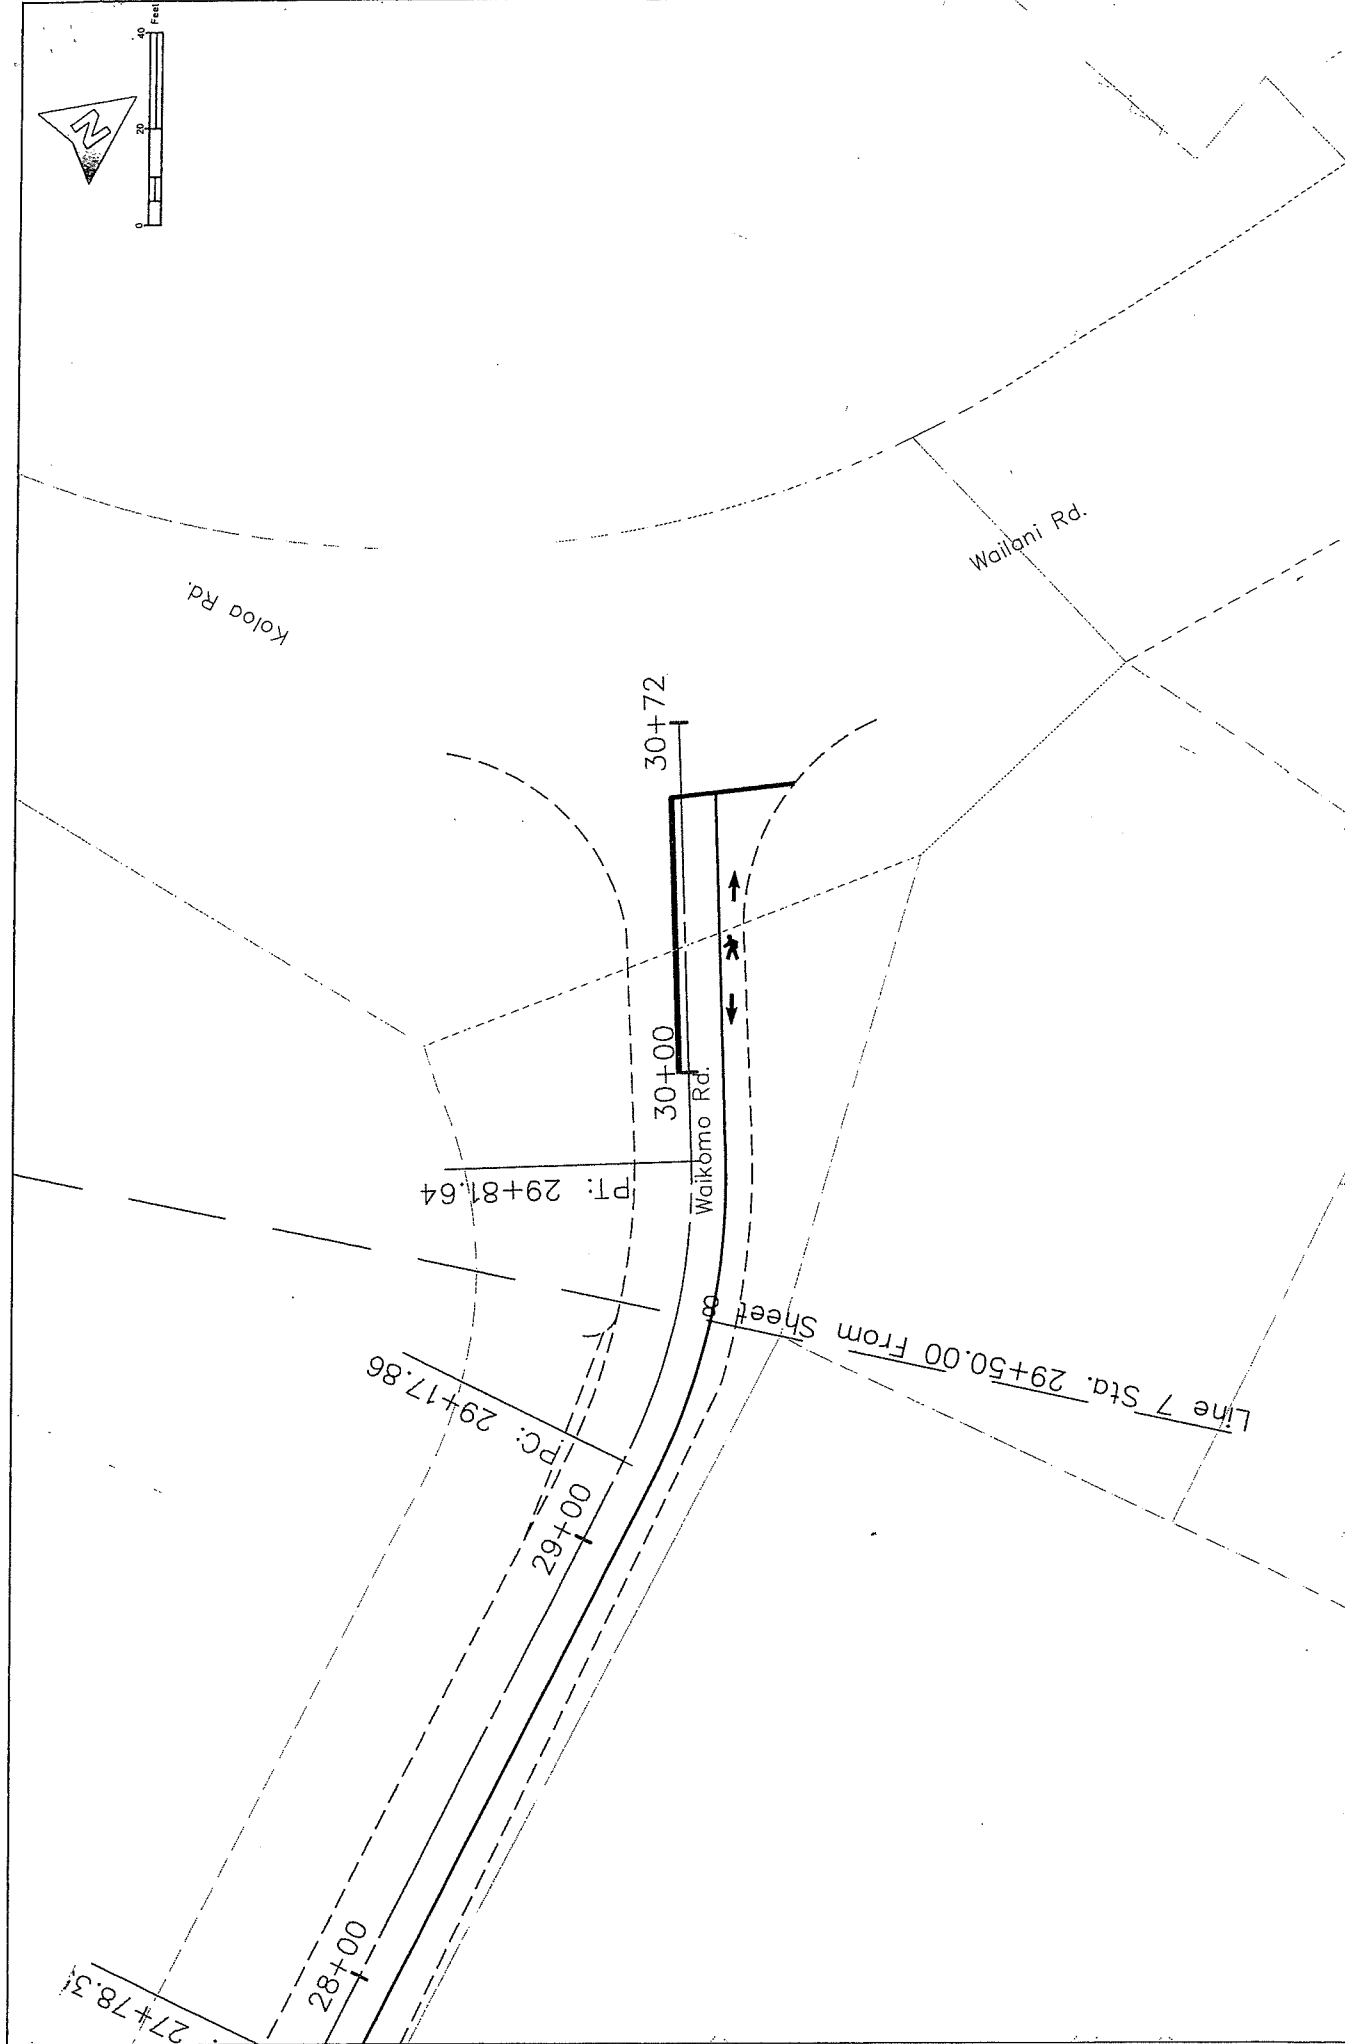 0
20
40
Feet
N
Koloa Rd.
Wailani Rd.
30+72
30+00
Waikomo Rd.
PT: 29+81.64
Line 7 Sta. 29+50.00 From Sheet 8
PC: 29+17.86
29+00
28+00
27+78.3